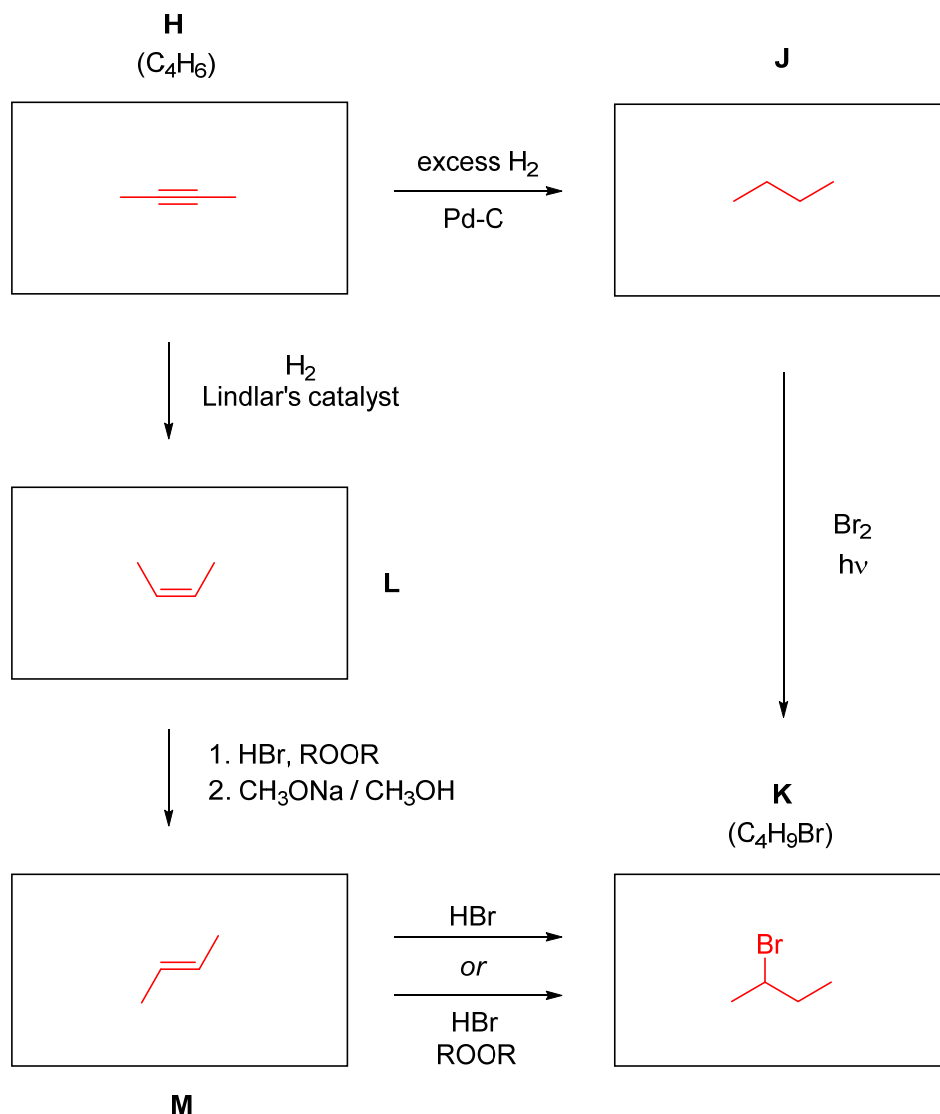 H
(C₄H₆)
J
excess H₂
Pd-C
H₂
Lindlar's catalyst
L
Br₂
hν
1. HBr, ROOR
2. CH₃ONa / CH₃OH
K
(C₄H₉Br)
HBr
or
HBr
ROOR
Br
M